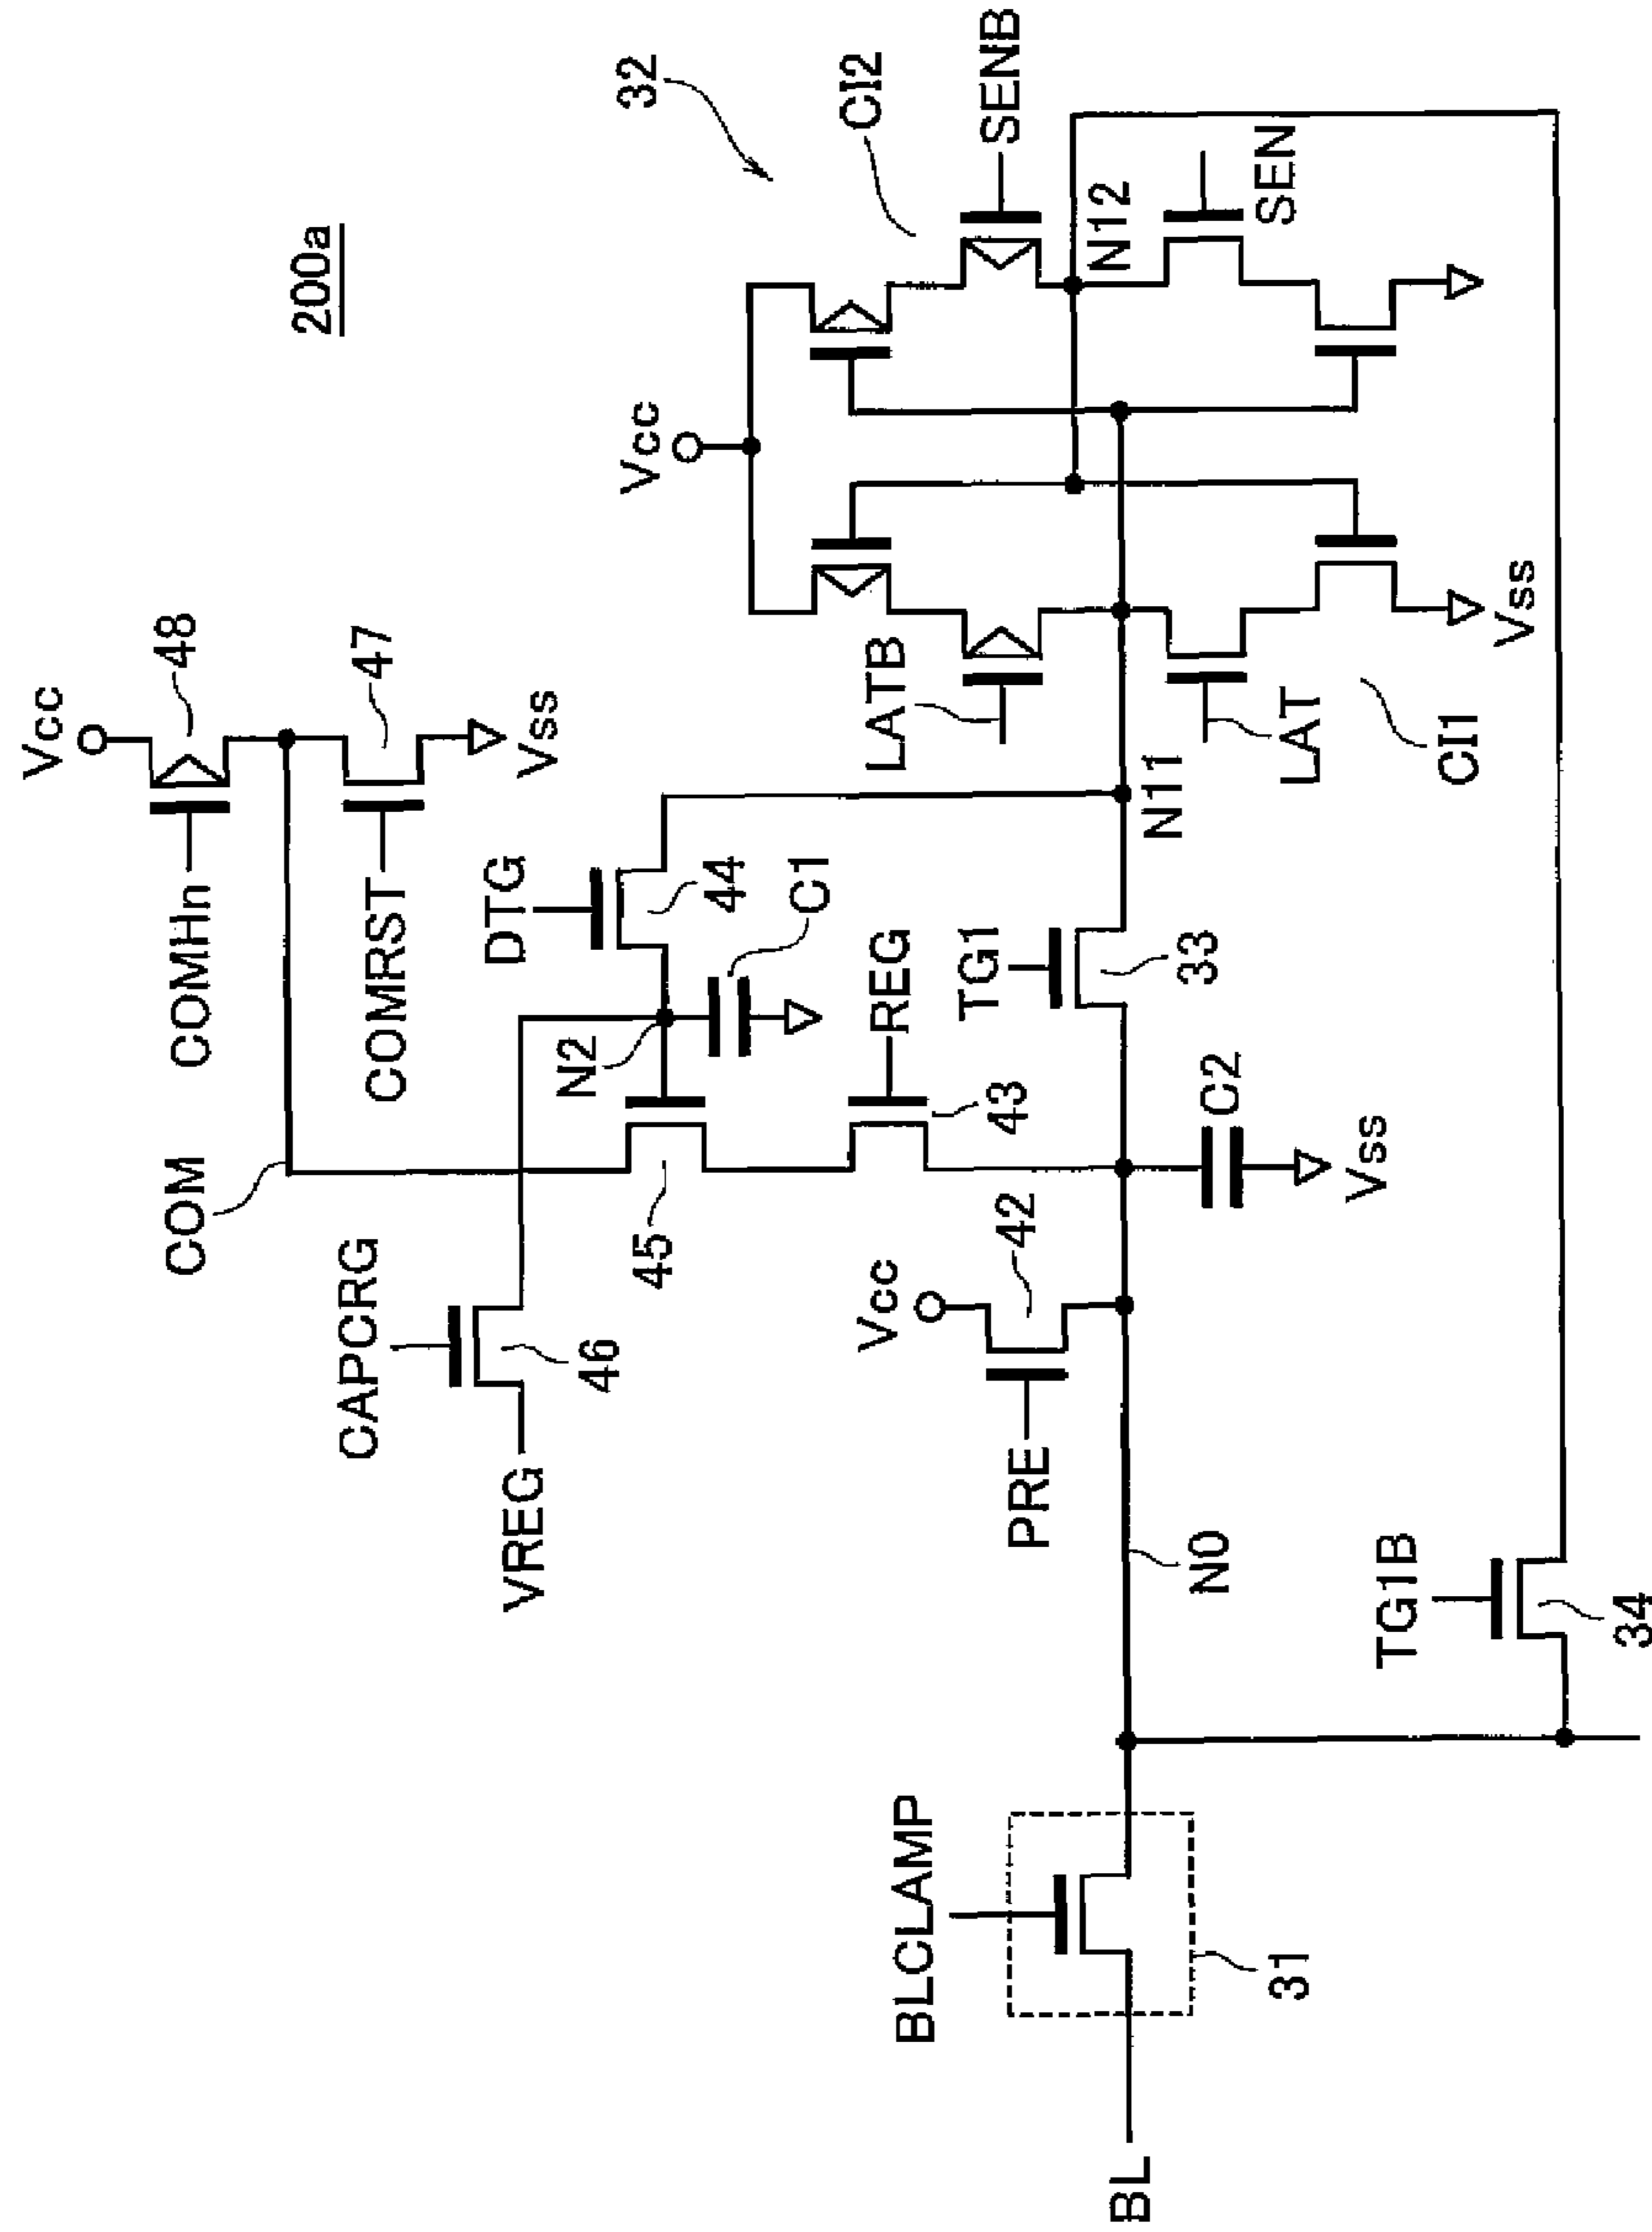 200a
32
Vcc
48
COMHn
47
COMRST
Vss
COM
CAPCRG
46
VREG
DTG
44
N2
C1
45
REG
43
Vcc
42
PRE
TG1
33
N11
C2
Vss
N0
Vcc
CI2
SENB
N12
SEN
LATB
LAT
CI1
Vss
BLCLAMP
31
BL
TG1B
34